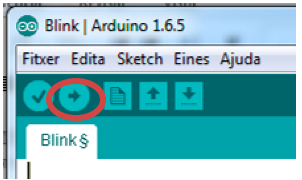 Blink | Arduino 1.6.5
Fitxer Edita Sketch Eines Ajuda
Blink §